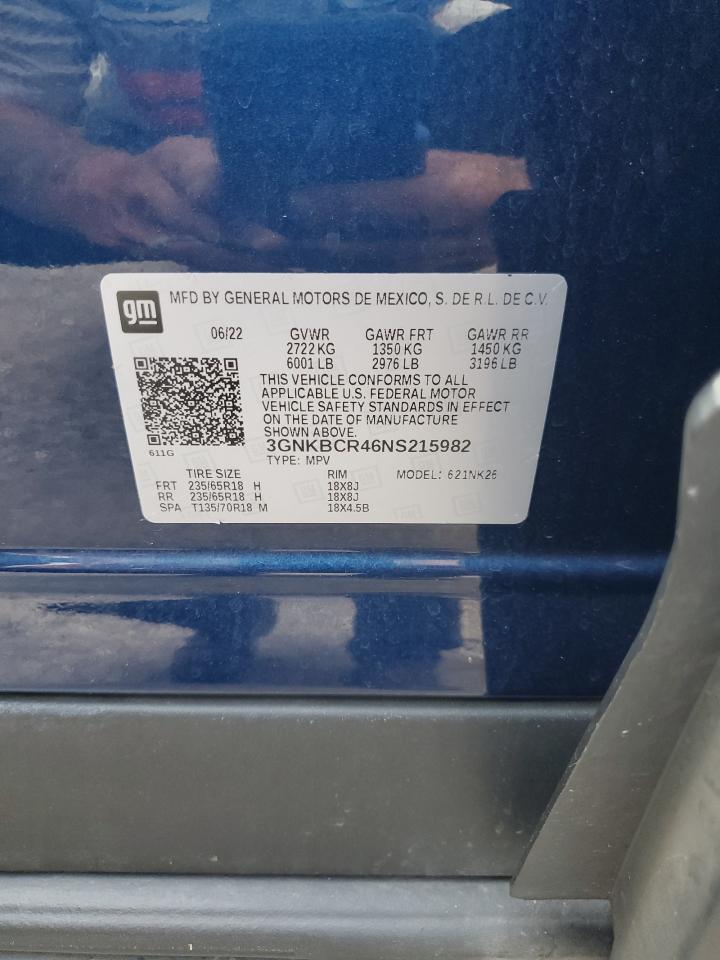 gm
MFD BY GENERAL MOTORS DE MEXICO, S. DE R.L. DE C.V.
06/22 GVWR GAWR FRT GAWR RR
2722 KG 1350 KG 1450 KG
6001 LB 2976 LB 3196 LB
THIS VEHICLE CONFORMS TO ALL
APPLICABLE U.S. FEDERAL MOTOR
VEHICLE SAFETY STANDARDS IN EFFECT
ON THE DATE OF MANUFACTURE
SHOWN ABOVE.
611G
3GNKBCR46NS215982
TYPE: MPV
TIRE SIZE RIM MODEL: 621NK26
FRT 235/65R18 H 18X8J
RR 235/65R18 H 18X8J
SPA T135/70R18 M 18X4.5B